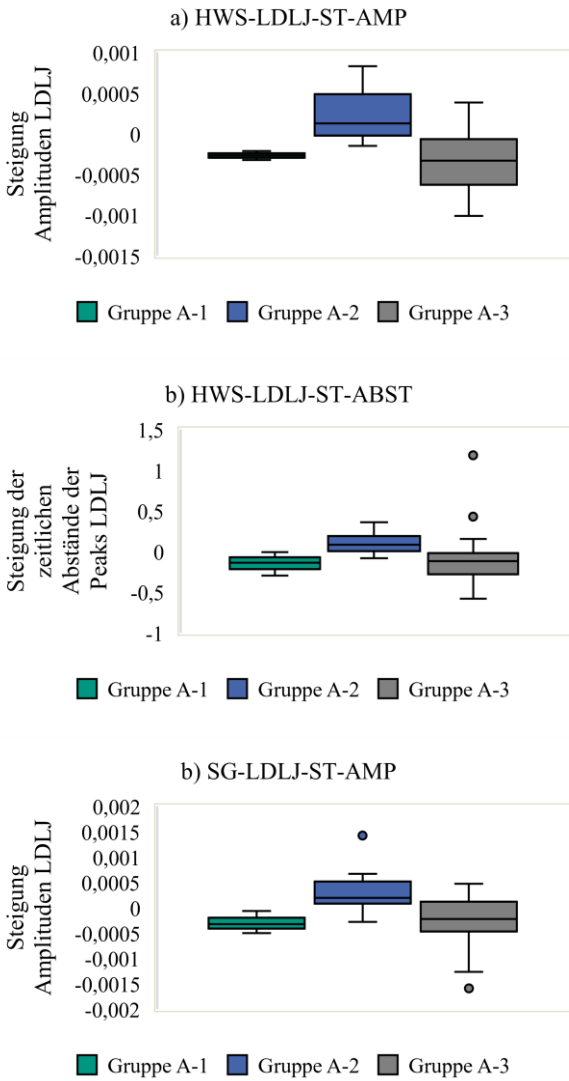 a) HWS-LDLJ-ST-AMP
Steigung
Amplituden LDLJ
0,001
0,0005
0
-0,0005
-0,001
-0,0015
Gruppe A-1 Gruppe A-2 Gruppe A-3
b) HWS-LDLJ-ST-ABST
Steigung der
zeitlichen
Abstände der
Peaks LDLJ
1,5
1
0,5
0
-0,5
-1
Gruppe A-1 Gruppe A-2 Gruppe A-3
b) SG-LDLJ-ST-AMP
Steigung
Amplituden LDLJ
0,002
0,0015
0,001
0,0005
0
-0,0005
-0,001
-0,0015
-0,002
Gruppe A-1 Gruppe A-2 Gruppe A-3